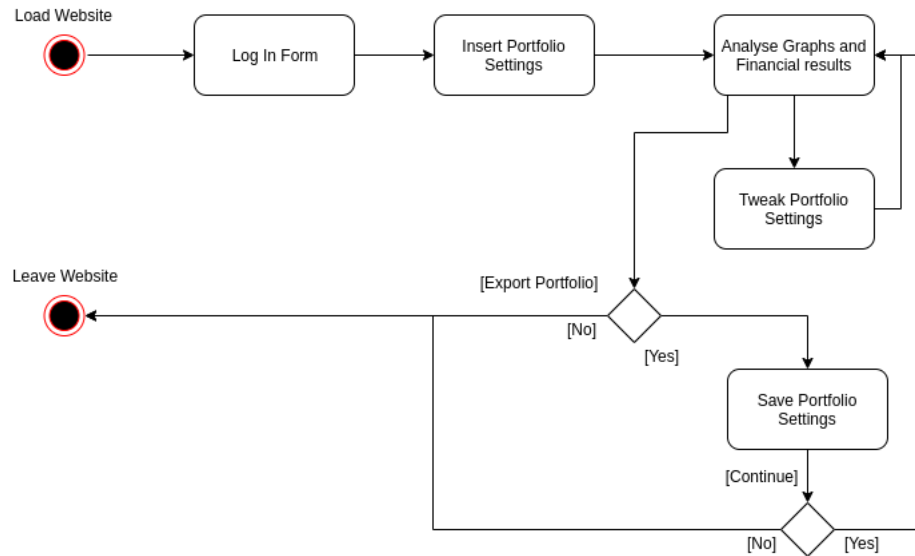 Load Website
Log In Form
Insert Portfolio
Settings
Analyse Graphs and
Financial results
Tweak Portfolio
Settings
Leave Website
[Export Portfolio]
[No]
[Yes]
Save Portfolio
Settings
[Continue]
[No]
[Yes]